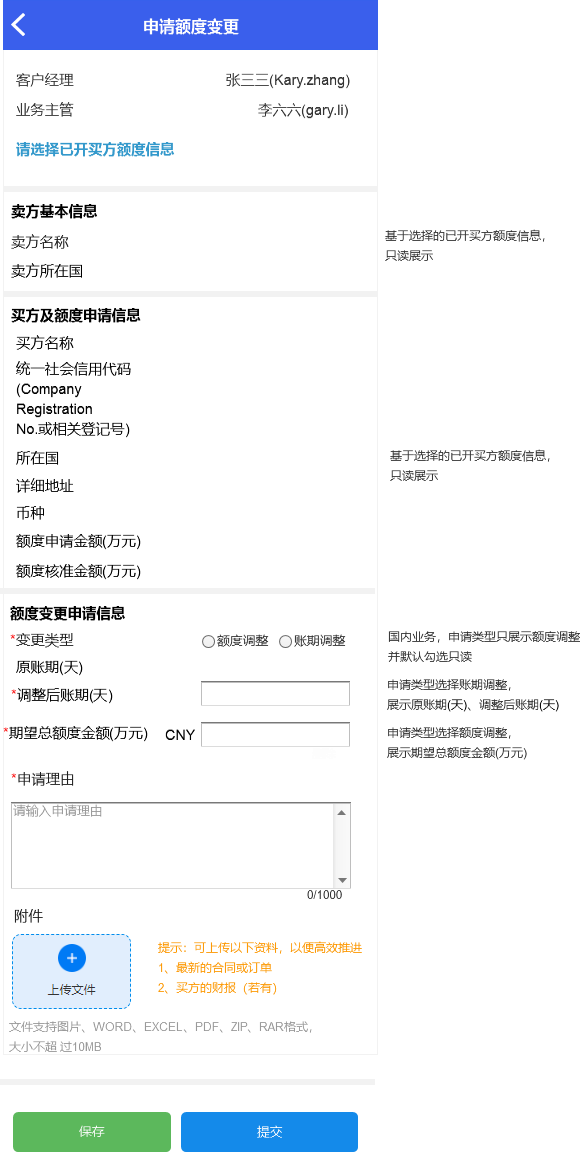 申请额度变更
客户经理 张三三(Kary.zhang)
业务主管 李六六(gary.li)
请选择已开买方额度信息
卖方基本信息
卖方名称
卖方所在国
基于选择的已开买方额度信息，
只读展示
买方及额度申请信息
买方名称
统一社会信用代码
(Company
Registration
No.或相关登记号)
所在国
详细地址
币种
额度申请金额(万元)
额度核准金额(万元)
基于选择的已开买方额度信息，
只读展示
额度变更申请信息
*变更类型 额度调整 账期调整
原账期(天)
*调整后账期(天)
*期望总额度金额(万元) CNY
国内业务，申请类型只展示额度调整
并默认勾选只读
申请类型选择账期调整，
展示原账期(天)、调整后账期(天)
申请类型选择额度调整，
展示期望总额度金额(万元)
*申请理由
请输入申请理由
0/1000
附件
上传文件
提示：可上传以下资料，以便高效推进
1、最新的合同或订单
2、买方的财报（若有）
文件支持图片、WORD、EXCEL、PDF、ZIP、RAR格式，
大小不超 过10MB
保存 提交